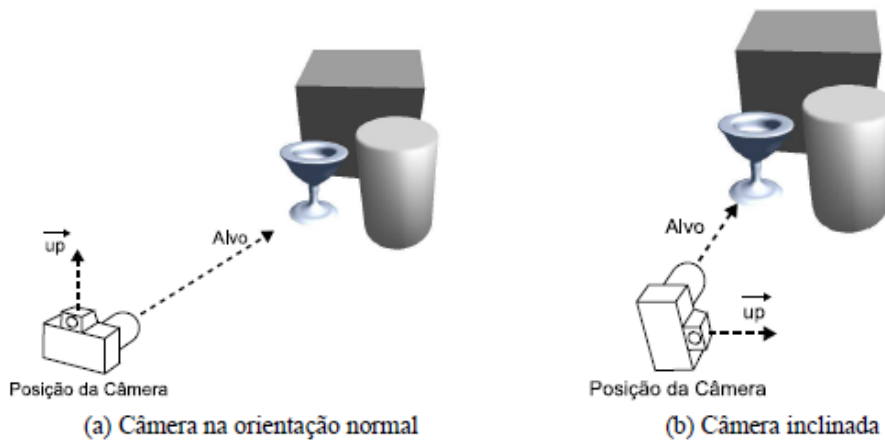 up
Alvo
Posição da Câmera
(a) Câmera na orientação normal
Alvo
up
Posição da Câmera
(b) Câmera inclinada